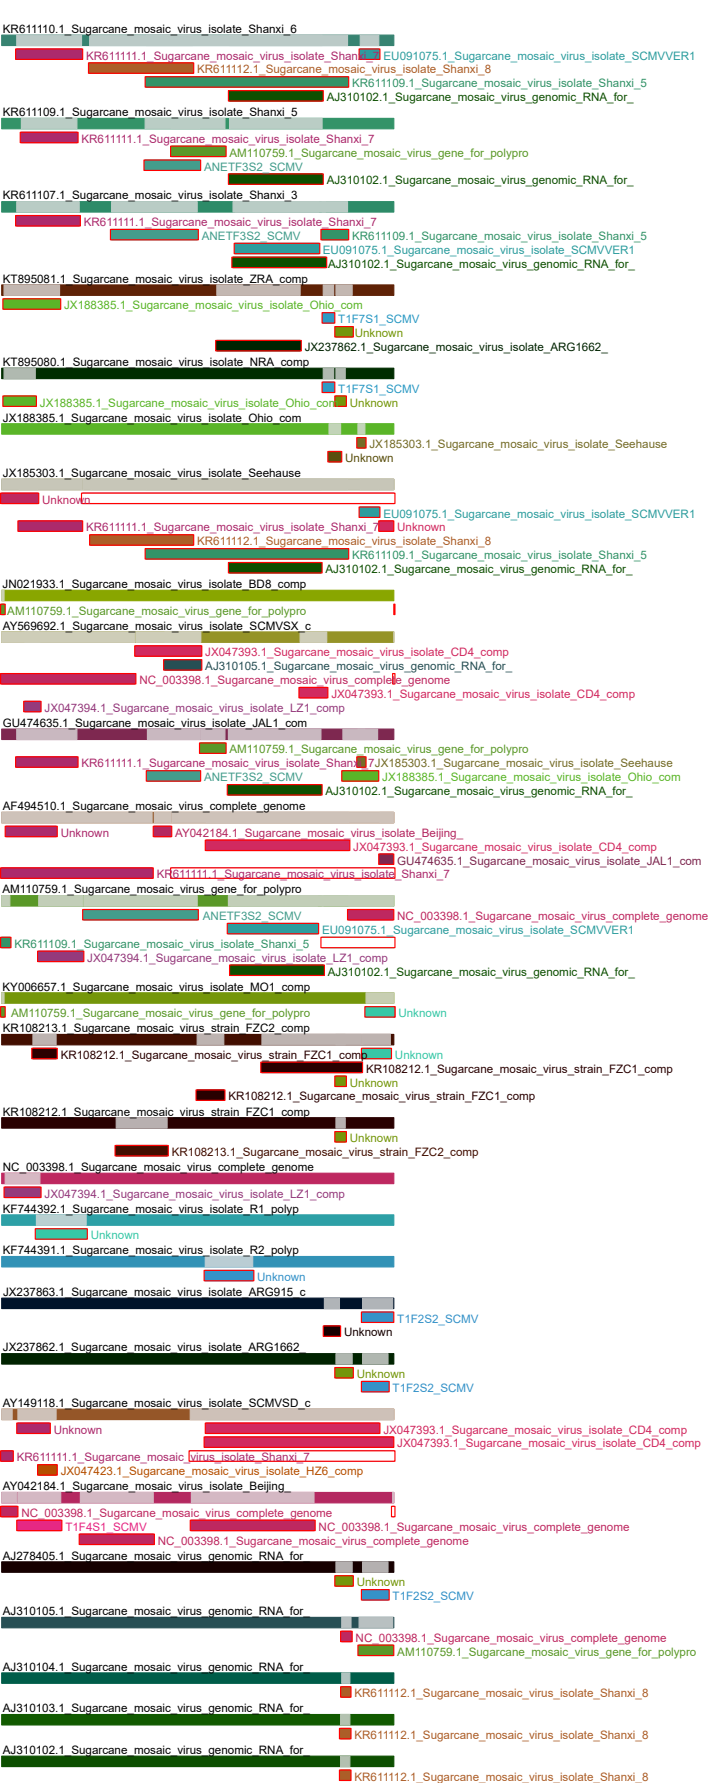 KR611110.1_Sugarcane_mosaic_virus_isolate_Shanxi_6
KR611111.1_Sugarcane_mosaic_virus_isolate_Shanxi_7 EU091075.1_Sugarcane_mosaic_virus_isolate_SCMVVER1
KR611112.1_Sugarcane_mosaic_virus_isolate_Shanxi_8
KR611109.1_Sugarcane_mosaic_virus_isolate_Shanxi_5
AJ310102.1_Sugarcane_mosaic_virus_genomic_RNA_for_
KR611109.1_Sugarcane_mosaic_virus_isolate_Shanxi_5
KR611111.1_Sugarcane_mosaic_virus_isolate_Shanxi_7
AM110759.1_Sugarcane_mosaic_virus_gene_for_polypro
ANETF3S2_SCMV
AJ310102.1_Sugarcane_mosaic_virus_genomic_RNA_for_
KR611107.1_Sugarcane_mosaic_virus_isolate_Shanxi_3
KR611111.1_Sugarcane_mosaic_virus_isolate_Shanxi_7
ANETF3S2_SCMV KR611109.1_Sugarcane_mosaic_virus_isolate_Shanxi_5
EU091075.1_Sugarcane_mosaic_virus_isolate_SCMVVER1
AJ310102.1_Sugarcane_mosaic_virus_genomic_RNA_for_
KT895081.1_Sugarcane_mosaic_virus_isolate_ZRA_comp
JX188385.1_Sugarcane_mosaic_virus_isolate_Ohio_com
T1F7S1_SCMV
Unknown
JX237862.1_Sugarcane_mosaic_virus_isolate_ARG1662_
KT895080.1_Sugarcane_mosaic_virus_isolate_NRA_comp
T1F7S1_SCMV
JX188385.1_Sugarcane_mosaic_virus_isolate_Ohio_com Unknown
JX188385.1_Sugarcane_mosaic_virus_isolate_Ohio_com
JX185303.1_Sugarcane_mosaic_virus_isolate_Seehause
Unknown
JX185303.1_Sugarcane_mosaic_virus_isolate_Seehause
Unknown
EU091075.1_Sugarcane_mosaic_virus_isolate_SCMVVER1
KR611111.1_Sugarcane_mosaic_virus_isolate_Shanxi_7 Unknown
KR611112.1_Sugarcane_mosaic_virus_isolate_Shanxi_8
KR611109.1_Sugarcane_mosaic_virus_isolate_Shanxi_5
AJ310102.1_Sugarcane_mosaic_virus_genomic_RNA_for_
JN021933.1_Sugarcane_mosaic_virus_isolate_BD8_comp
AM110759.1_Sugarcane_mosaic_virus_gene_for_polypro
AY569692.1_Sugarcane_mosaic_virus_isolate_SCMVSX_c
JX047393.1_Sugarcane_mosaic_virus_isolate_CD4_comp
AJ310105.1_Sugarcane_mosaic_virus_genomic_RNA_for_
NC_003398.1_Sugarcane_mosaic_virus_complete_genome
JX047393.1_Sugarcane_mosaic_virus_isolate_CD4_comp
JX047394.1_Sugarcane_mosaic_virus_isolate_LZ1_comp
GU474635.1_Sugarcane_mosaic_virus_isolate_JAL1_com
AM110759.1_Sugarcane_mosaic_virus_gene_for_polypro
KR611111.1_Sugarcane_mosaic_virus_isolate_Shanxi_7 JX185303.1_Sugarcane_mosaic_virus_isolate_Seehause
ANETF3S2_SCMV JX188385.1_Sugarcane_mosaic_virus_isolate_Ohio_com
AJ310102.1_Sugarcane_mosaic_virus_genomic_RNA_for_
AF494510.1_Sugarcane_mosaic_virus_complete_genome
Unknown AY042184.1_Sugarcane_mosaic_virus_isolate_Beijing_
JX047393.1_Sugarcane_mosaic_virus_isolate_CD4_comp
GU474635.1_Sugarcane_mosaic_virus_isolate_JAL1_com
KR611111.1_Sugarcane_mosaic_virus_isolate_Shanxi_7
AM110759.1_Sugarcane_mosaic_virus_gene_for_polypro
ANETF3S2_SCMV NC_003398.1_Sugarcane_mosaic_virus_complete_genome
EU091075.1_Sugarcane_mosaic_virus_isolate_SCMVVER1
KR611109.1_Sugarcane_mosaic_virus_isolate_Shanxi_5
JX047394.1_Sugarcane_mosaic_virus_isolate_LZ1_comp
AJ310102.1_Sugarcane_mosaic_virus_genomic_RNA_for_
KY006657.1_Sugarcane_mosaic_virus_isolate_MO1_comp
AM110759.1_Sugarcane_mosaic_virus_gene_for_polypro Unknown
KR108213.1_Sugarcane_mosaic_virus_strain_FZC2_comp
KR108212.1_Sugarcane_mosaic_virus_strain_FZC1_comp Unknown
KR108212.1_Sugarcane_mosaic_virus_strain_FZC1_comp
Unknown
KR108212.1_Sugarcane_mosaic_virus_strain_FZC1_comp
KR108212.1_Sugarcane_mosaic_virus_strain_FZC1_comp
Unknown
KR108213.1_Sugarcane_mosaic_virus_strain_FZC2_comp
NC_003398.1_Sugarcane_mosaic_virus_complete_genome
JX047394.1_Sugarcane_mosaic_virus_isolate_LZ1_comp
KF744392.1_Sugarcane_mosaic_virus_isolate_R1_polyp
Unknown
KF744391.1_Sugarcane_mosaic_virus_isolate_R2_polyp
Unknown
JX237863.1_Sugarcane_mosaic_virus_isolate_ARG915_c
T1F2S2_SCMV
Unknown
JX237862.1_Sugarcane_mosaic_virus_isolate_ARG1662_
Unknown
T1F2S2_SCMV
AY149118.1_Sugarcane_mosaic_virus_isolate_SCMVSD_c
Unknown JX047393.1_Sugarcane_mosaic_virus_isolate_CD4_comp
JX047393.1_Sugarcane_mosaic_virus_isolate_CD4_comp
KR611111.1_Sugarcane_mosaic_virus_isolate_Shanxi_7
JX047423.1_Sugarcane_mosaic_virus_isolate_HZ6_comp
AY042184.1_Sugarcane_mosaic_virus_isolate_Beijing_
NC_003398.1_Sugarcane_mosaic_virus_complete_genome
T1F4S1_SCMV NC_003398.1_Sugarcane_mosaic_virus_complete_genome
NC_003398.1_Sugarcane_mosaic_virus_complete_genome
AJ278405.1_Sugarcane_mosaic_virus_genomic_RNA_for_
Unknown
T1F2S2_SCMV
AJ310105.1_Sugarcane_mosaic_virus_genomic_RNA_for_
NC_003398.1_Sugarcane_mosaic_virus_complete_genome
AM110759.1_Sugarcane_mosaic_virus_gene_for_polypro
AJ310104.1_Sugarcane_mosaic_virus_genomic_RNA_for_
KR611112.1_Sugarcane_mosaic_virus_isolate_Shanxi_8
AJ310103.1_Sugarcane_mosaic_virus_genomic_RNA_for_
KR611112.1_Sugarcane_mosaic_virus_isolate_Shanxi_8
AJ310102.1_Sugarcane_mosaic_virus_genomic_RNA_for_
KR611112.1_Sugarcane_mosaic_virus_isolate_Shanxi_8